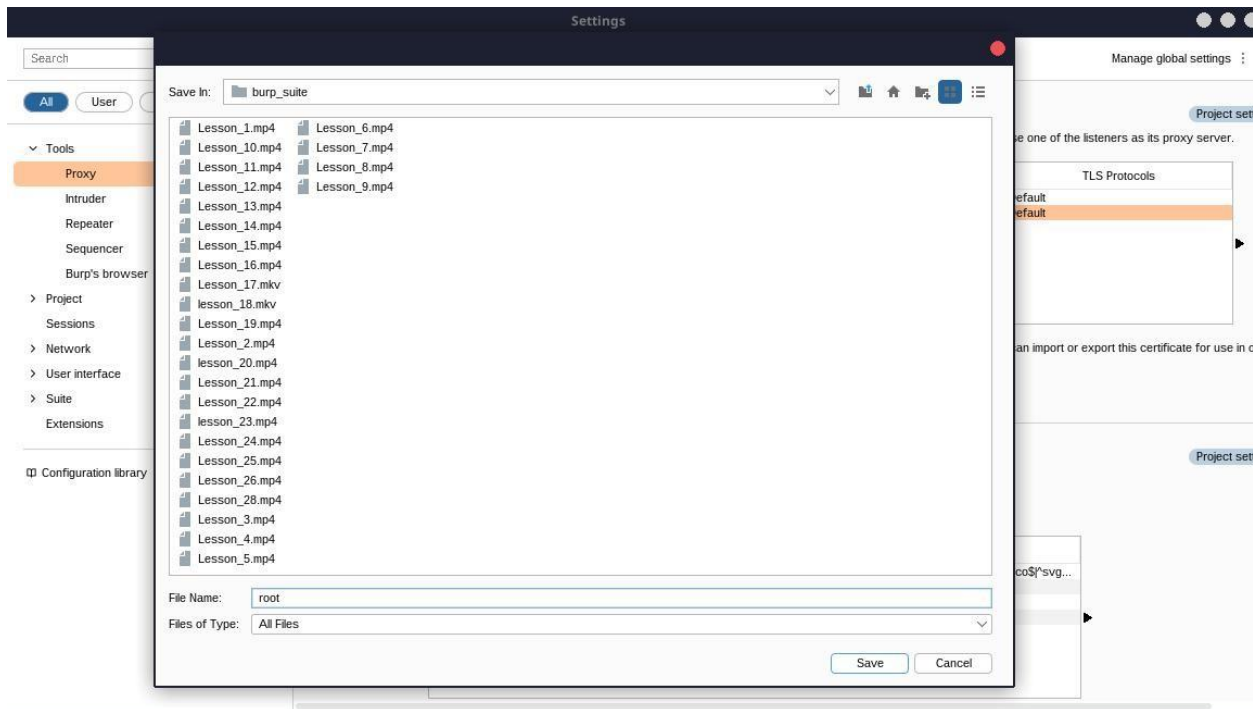 Settings
Search
Manage global settings
All
User
Project sett
se one of the listeners as its proxy server.
Tools
Proxy
Intruder
Repeater
Sequencer
Burp's browser
Project
Sessions
Network
User interface
Suite
Extensions
Configuration library
Save In:
burp_suite
Lesson_1.mp4
Lesson_10.mp4
Lesson_11.mp4
Lesson_12.mp4
Lesson_13.mp4
Lesson_14.mp4
Lesson_15.mp4
Lesson_16.mp4
Lesson_17.mkv
lesson_18.mkv
Lesson_19.mp4
Lesson_2.mp4
lesson_20.mp4
Lesson_21.mp4
Lesson_22.mp4
lesson_23.mp4
Lesson_24.mp4
Lesson_25.mp4
Lesson_26.mp4
Lesson_28.mp4
Lesson_3.mp4
Lesson_4.mp4
Lesson_5.mp4
Lesson_6.mp4
Lesson_7.mp4
Lesson_8.mp4
Lesson_9.mp4
File Name:
root
Files of Type:
All Files
Save
Cancel
TLS Protocols
efault
efault
an import or export this certificate for use in o
Project sett
co$|^svg...